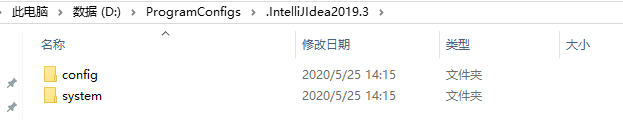 此电脑 > 数据 (D:) > ProgramConfigs > .IntelliJIdea2019.3 >
名称 修改日期 类型 大小
config 2020/5/25 14:15 文件夹
system 2020/5/25 14:15 文件夹